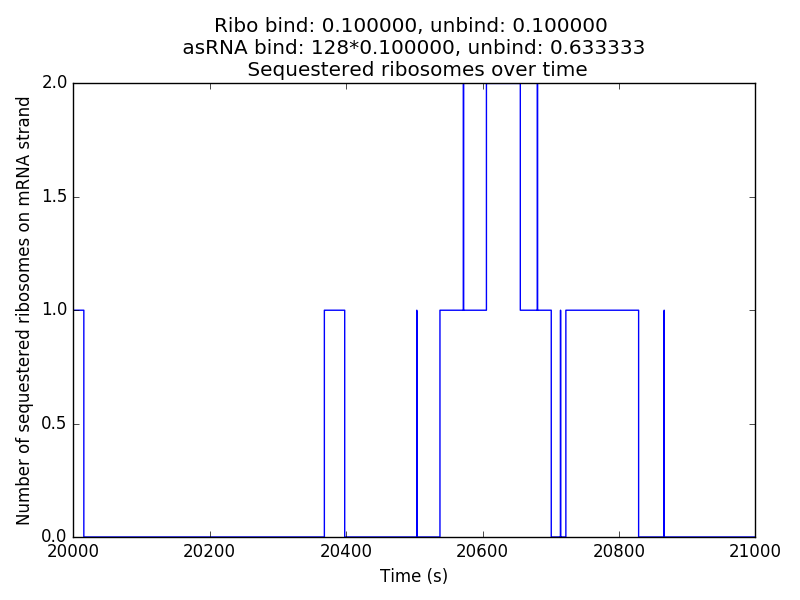 Ribo bind: 0.100000, unbind: 0.100000
asRNA bind: 128*0.100000, unbind: 0.633333
Sequestered ribosomes over time
Number of sequestered ribosomes on mRNA strand
2.0
1.5
1.0
0.5
0.0
20000 20200 20400 20600 20800 21000
Time (s)